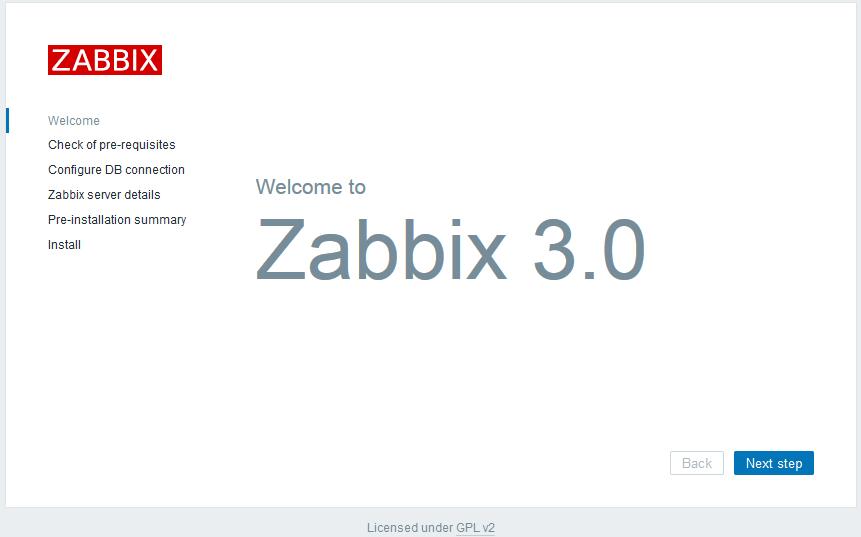 ZABBIX
Welcome
Check of pre-requisites
Configure DB connection
Zabbix server details
Pre-installation summary
Install
Welcome to
Zabbix 3.0
Back
Next step
Licensed under GPL v2